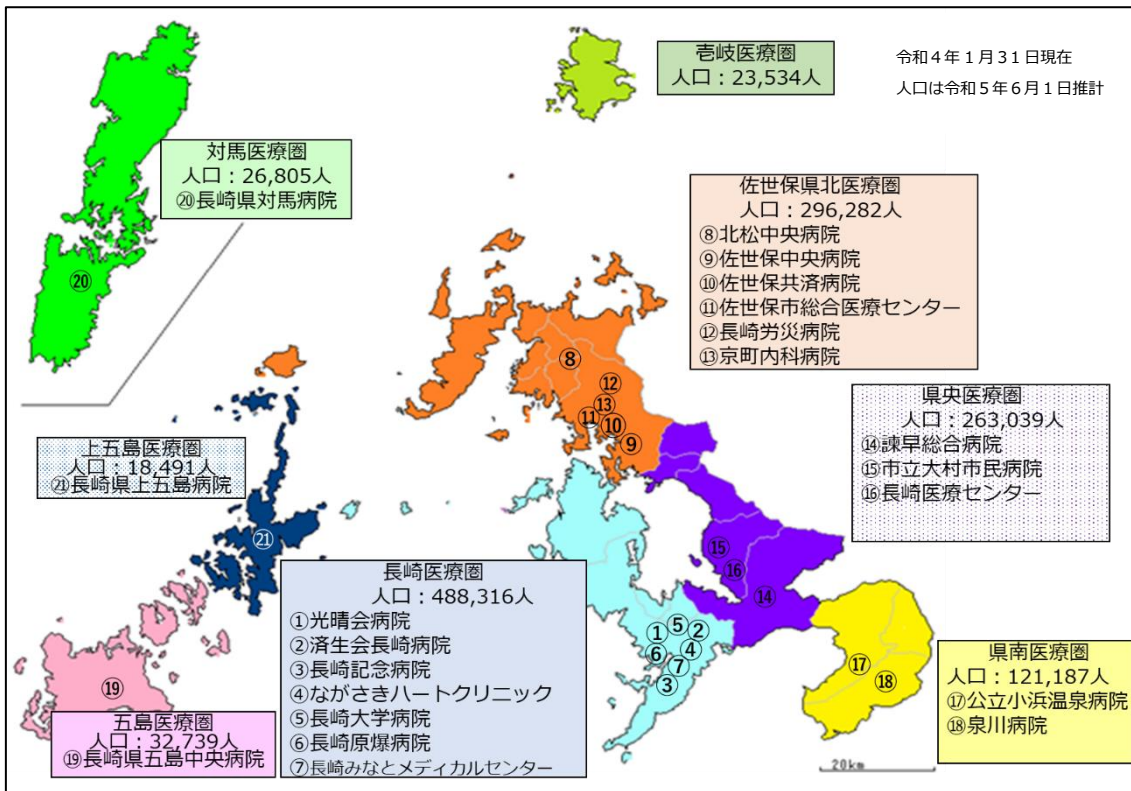 令和4年1月31日現在
人口は令和5年6月1日推計
壱岐医療圏
人口：23,534人
対馬医療圏
人口：26,805人
⑳長崎県対馬病院
⑳
佐世保県北医療圏
人口：296,282人
⑧北松中央病院
⑨佐世保中央病院
⑩佐世保共済病院
⑪佐世保市総合医療センター
⑫長崎労災病院
⑬京町内科病院
⑧
⑫
⑬
⑪
⑩
⑨
県央医療圏
人口：263,039人
⑭諫早総合病院
⑮市立大村市民病院
⑯長崎医療センター
⑮
⑯
⑭
上五島医療圏
人口：18,491人
㉑長崎県上五島病院
㉑
長崎医療圏
人口：488,316人
①光晴会病院
②済生会長崎病院
③長崎記念病院
④ながさきハートクリニック
⑤長崎大学病院
⑥長崎原爆病院
⑦長崎みなとメディカルセンター
⑤
②
①
④
⑥
⑦
③
⑲
五島医療圏
人口：32,739人
⑲長崎県五島中央病院
⑰
⑱
県南医療圏
人口：121,187人
⑰公立小浜温泉病院
⑱泉川病院
20km